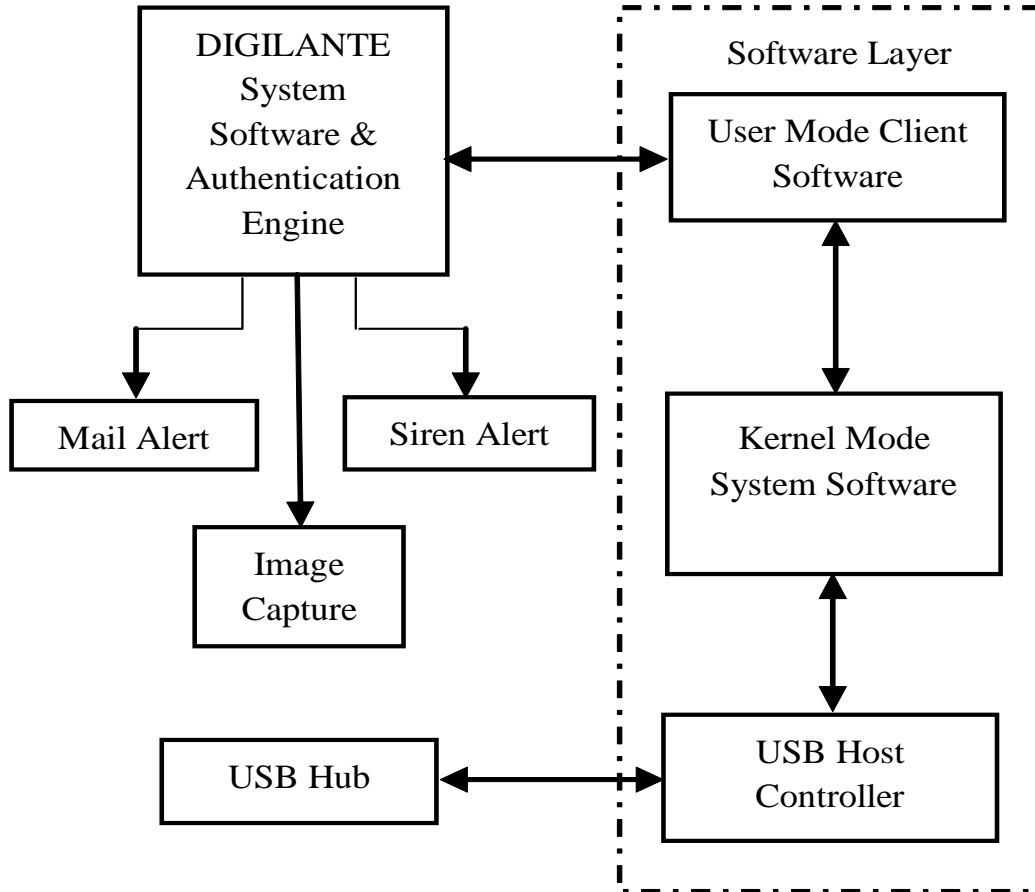 DIGILANTE
System
Software &
Authentication
Engine
Software Layer
User Mode Client
Software
Mail Alert
Siren Alert
Kernel Mode
System Software
Image
Capture
USB Hub
USB Host
Controller